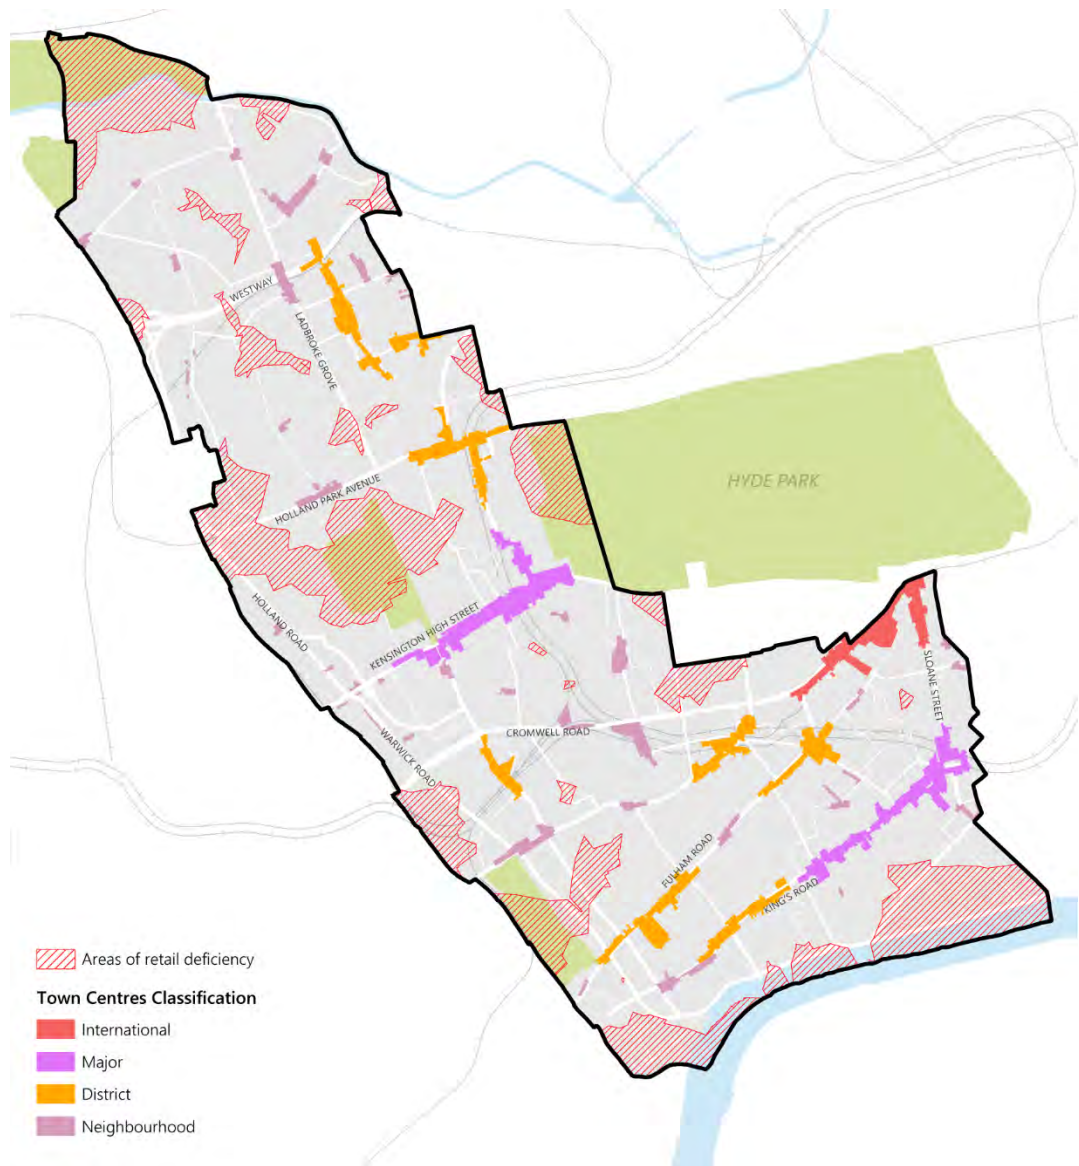 WESTWAY
LADBROKE GROVE
HYDE PARK
HOLLAND PARK AVENUE
HOLLAND ROAD
KENSINGTON HIGH STREET
SLOANE STREET
CROMWELL ROAD
WARWICK ROAD
FULHAM ROAD
KING'S ROAD
Areas of retail deficiency
Town Centres Classification
International
Major
District
Neighbourhood